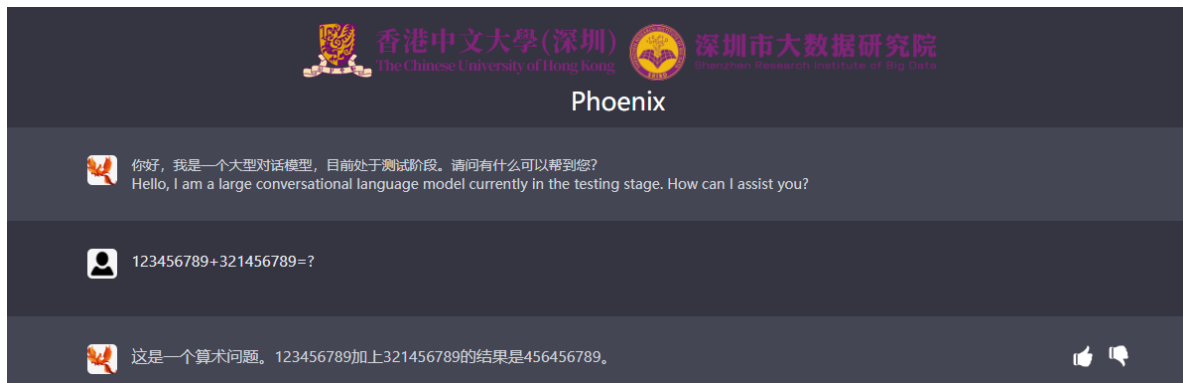 香港中文大學(深圳)
The Chinese University of Hong Kong
深圳市大数据研究院
Shenzhen Research Institute of Big Data
Phoenix
你好，我是一个大型对话模型，目前处于测试阶段。请问有什么可以帮到您?
Hello, I am a large conversational language model currently in the testing stage. How can I assist you?
123456789+321456789=?
这是一个算术问题。123456789加上321456789的结果是456456789。